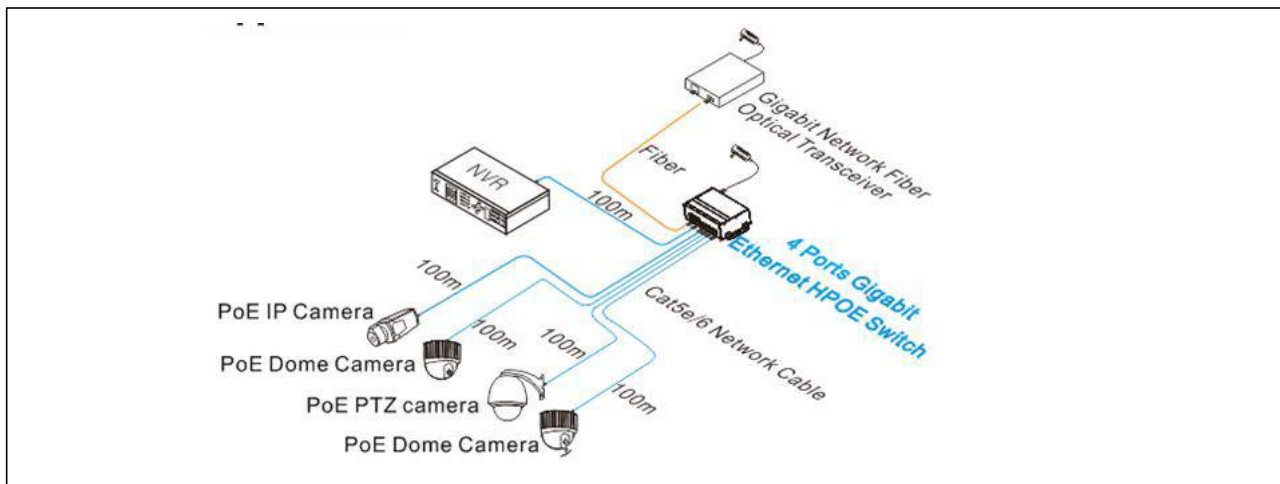 Gigabit Network Fiber
Optical Transceiver
Fiber
NVR
100m
4 Ports Gigabit
Ethernet HPOE Switch
100m
Cat5e/6 Network Cable
PoE IP Camera
100m
PoE Dome Camera
100m
PoE PTZ camera
100m
PoE Dome Camera